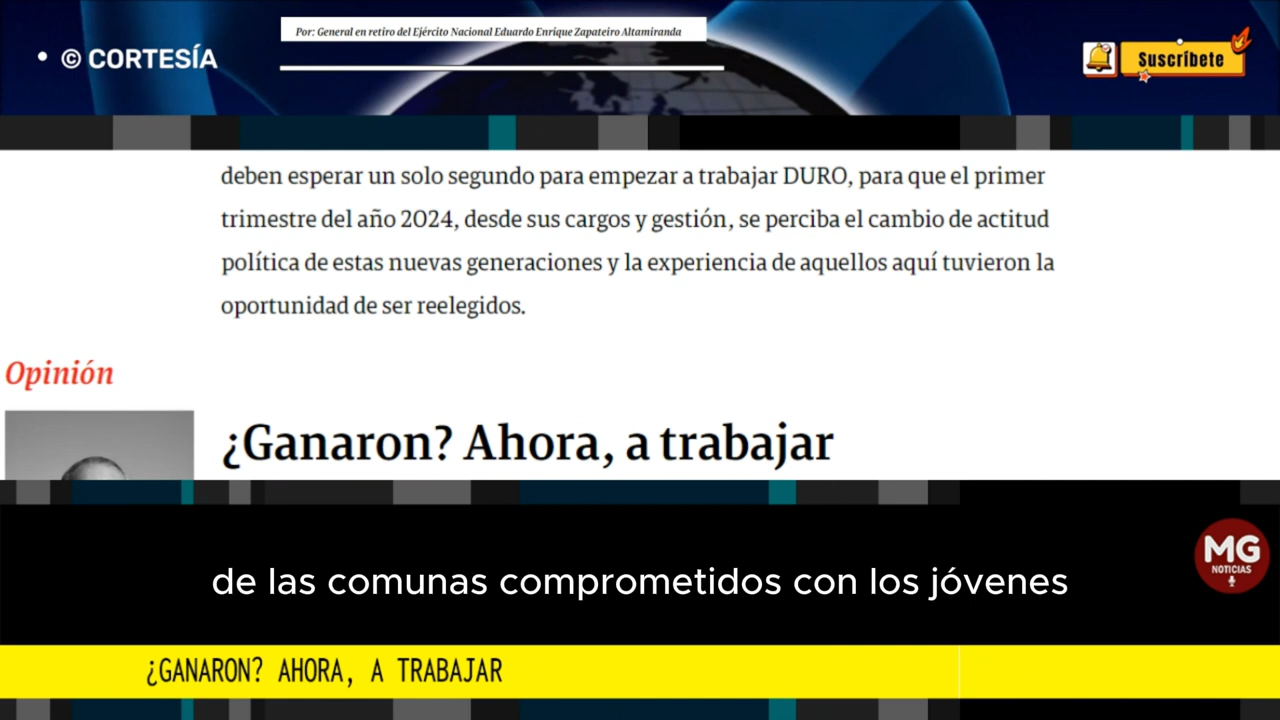 Por: General en retiro del Ejército Nacional Eduardo Enrique Zapateiro Altamiranda
• © CORTESÍA
Suscríbete
deben esperar un solo segundo para empezar a trabajar DURO, para que el primer
trimestre del año 2024, desde sus cargos y gestión, se perciba el cambio de actitud
política de estas nuevas generaciones y la experiencia de aquellos aquí tuvieron la
oportunidad de ser reelegidos.
Opinión
¿Ganaron? Ahora, a trabajar
MG
NOTICIAS
de las comunas comprometidos con los jóvenes
¿GANARON? AHORA, A TRABAJAR